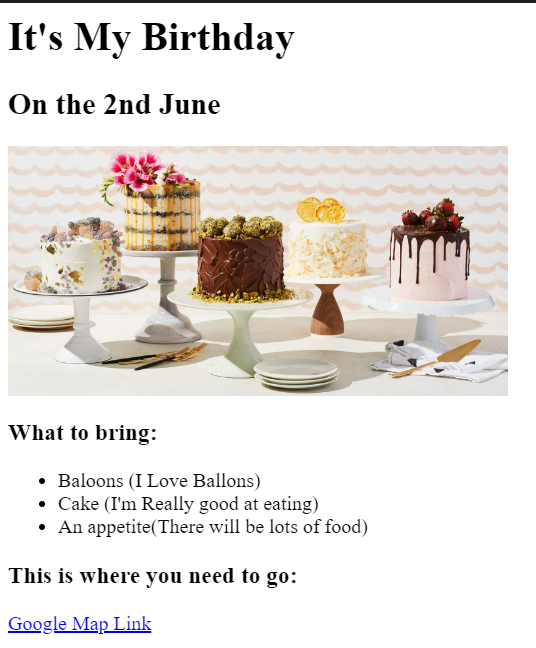 It's My Birthday
On the 2nd June
What to bring:
Baloons (I Love Ballons)
Cake (I'm Really good at eating)
An appetite(There will be lots of food)
This is where you need to go:
Google Map Link